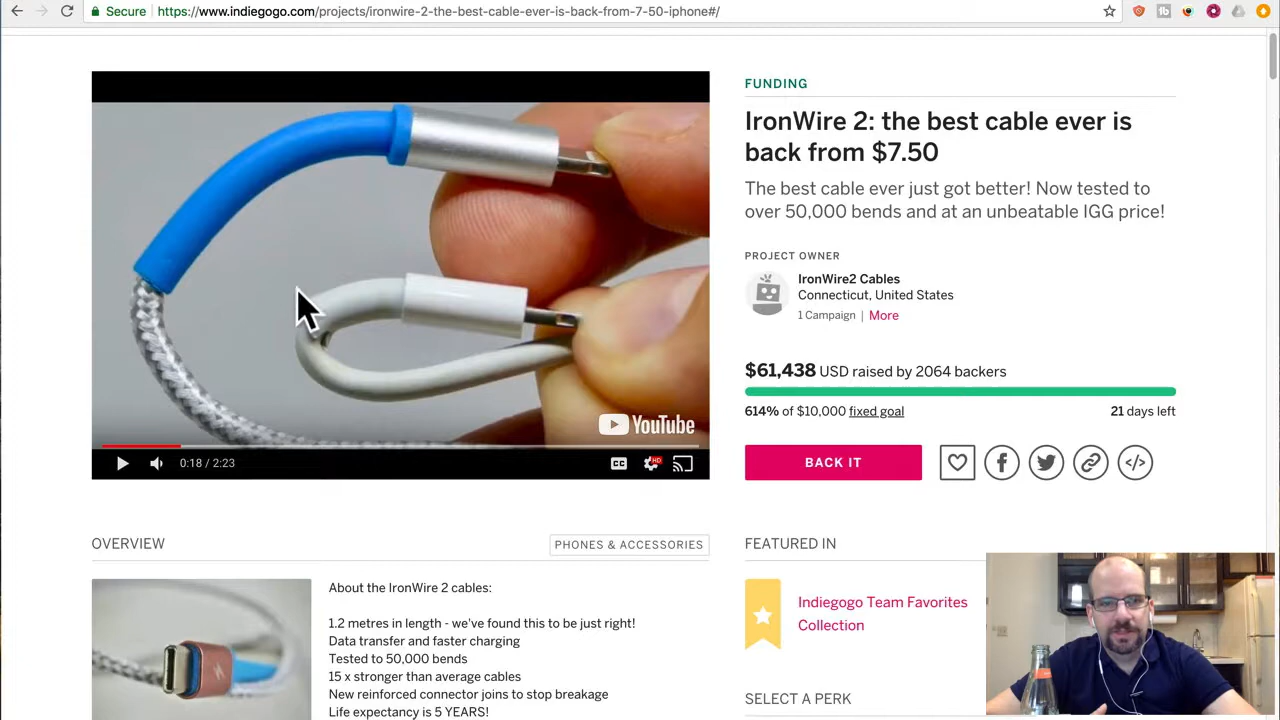 Secure
https://www.indiegogo.com/projects/ironwire-2-the-best-cable-ever-is-back-from-7-50-iphone#/
FUNDING
IronWire 2: the best cable ever is
back from $7.50
The best cable ever just got better! Now tested to
over 50,000 bends and at an unbeatable IGG price!
PROJECT OWNER
IronWire2 Cables
Connecticut, United States
1 Campaign | More
$61,438 USD raised by 2064 backers
614% of $10,000 fixed goal
21 days left
BACK IT
YouTube
0:18 / 2:23
CC
HD
OVERVIEW
PHONES & ACCESSORIES
About the IronWire 2 cables:
1.2 metres in length - we've found this to be just right!
Data transfer and faster charging
Tested to 50,000 bends
15 x stronger than average cables
New reinforced connector joins to stop breakage
Life expectancy is 5 YEARS!
FEATURED IN
Indiegogo Team Favorites
Collection
SELECT A PERK